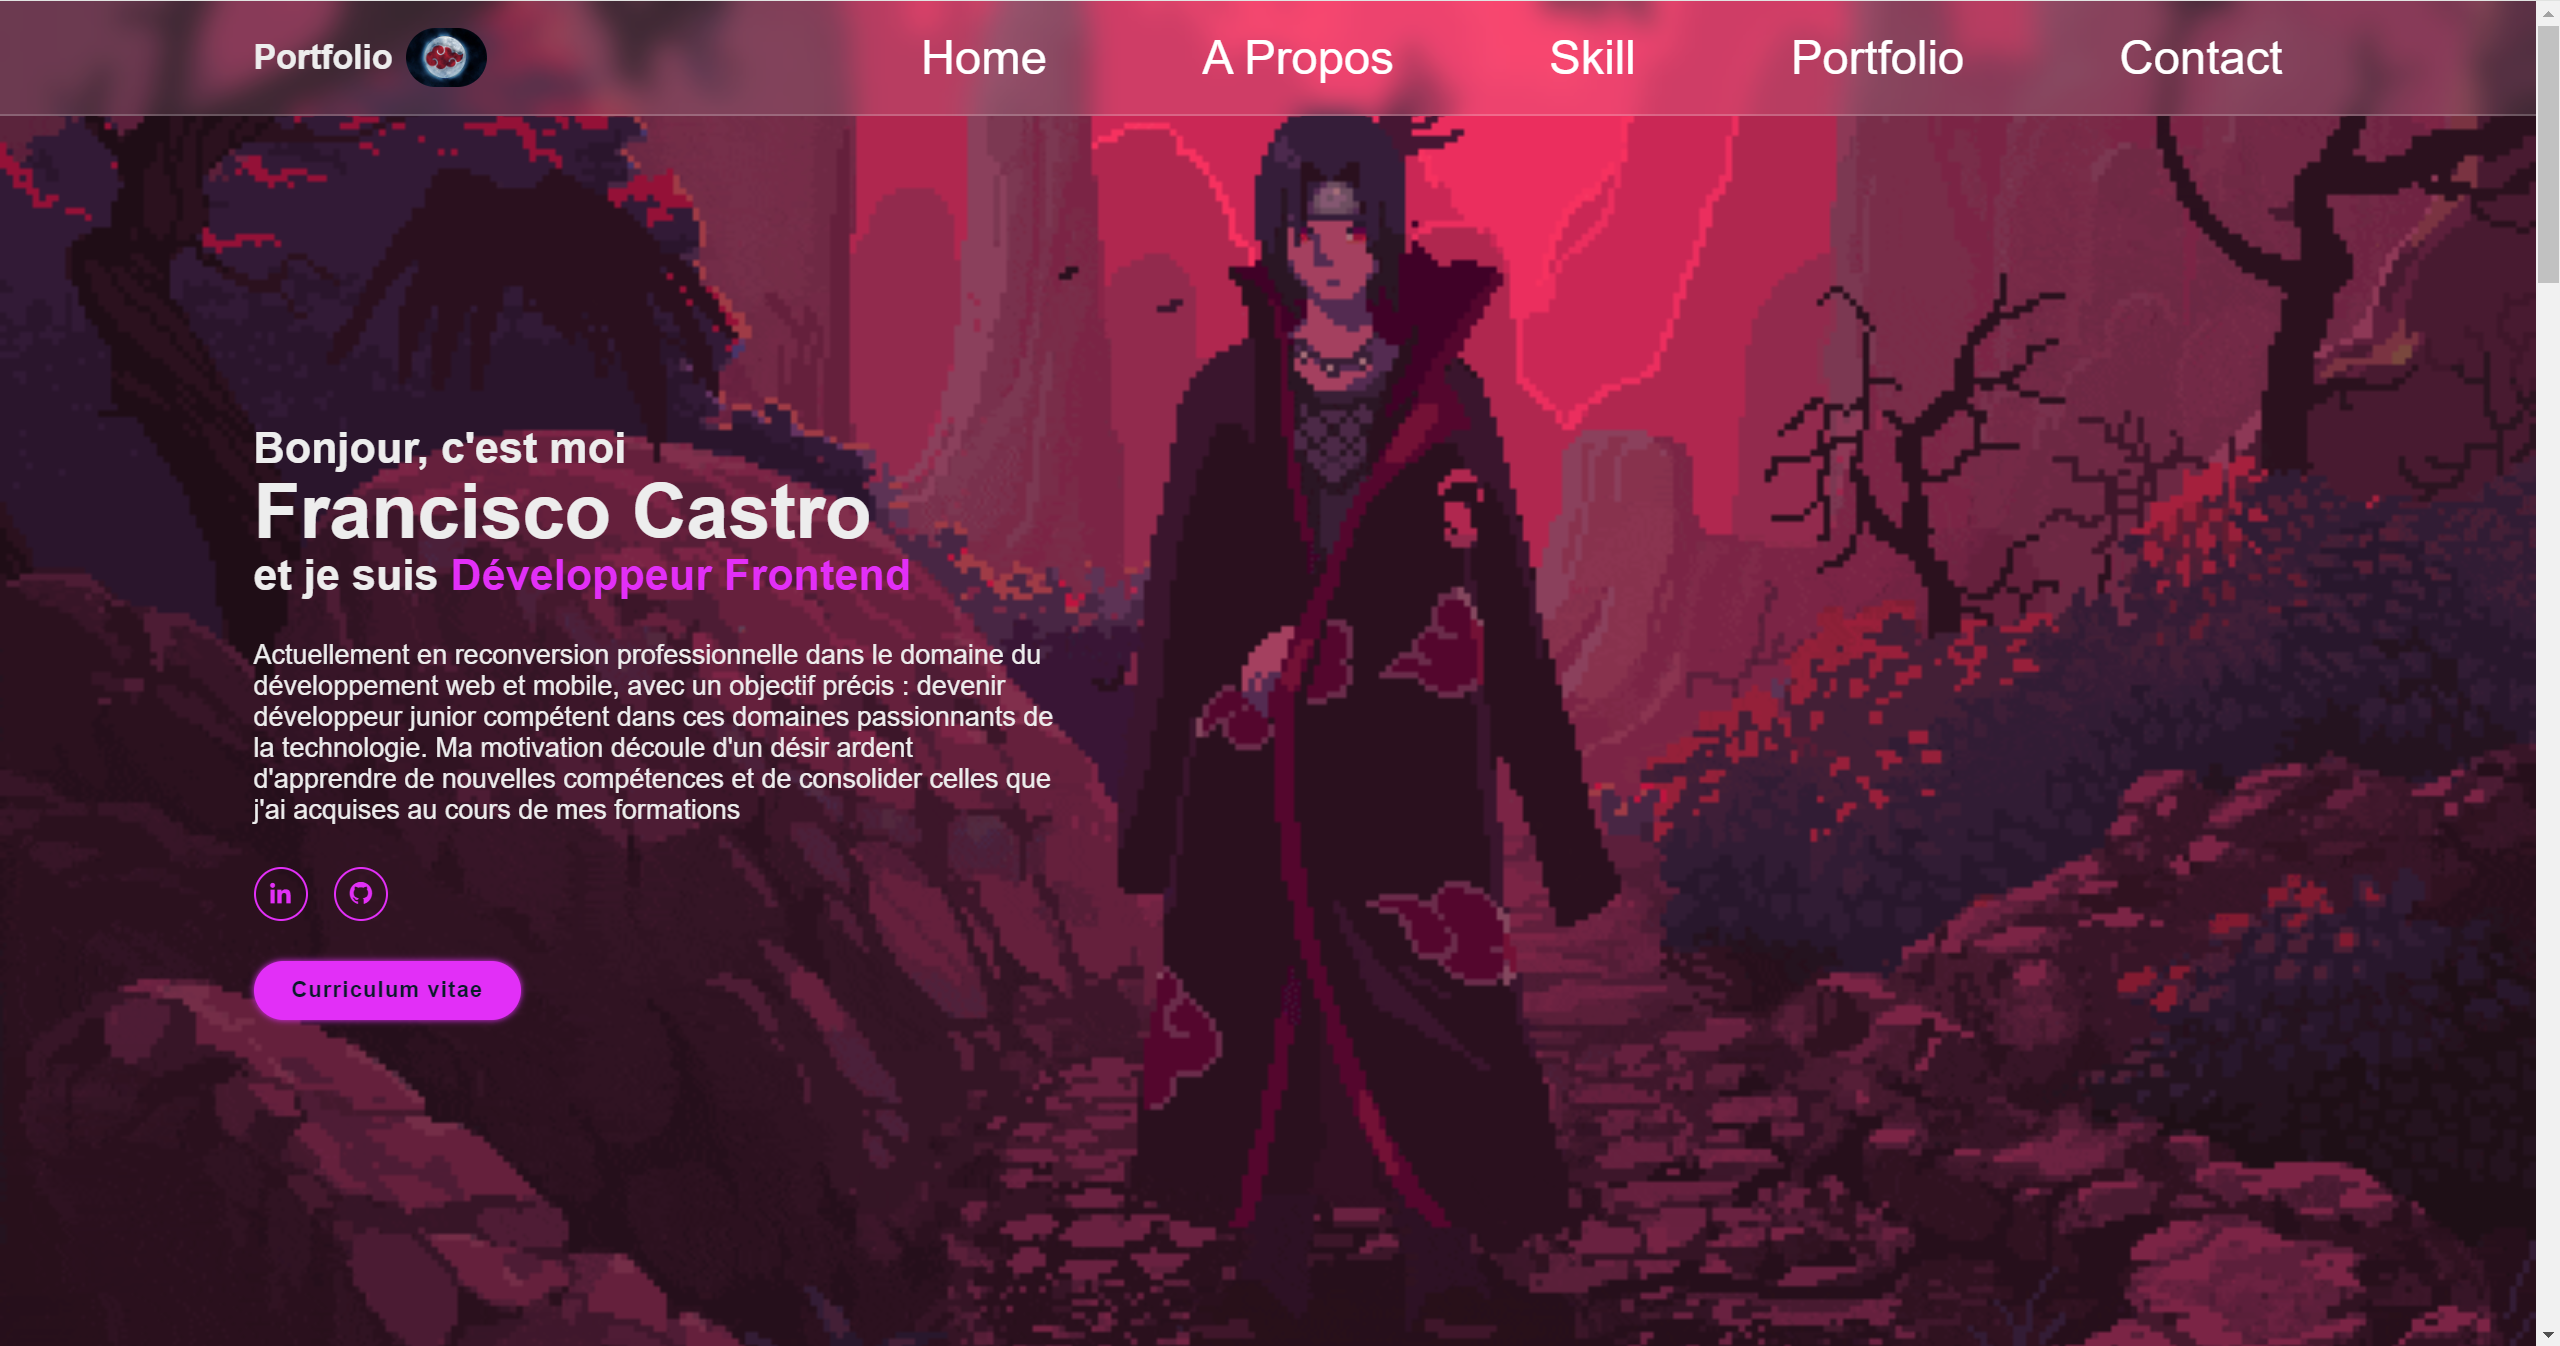 Portfolio
Home
A Propos
Skill
Portfolio
Contact
Bonjour, c'est moi
Francisco Castro
et je suis Développeur Frontend
Actuellement en reconversion professionnelle dans le domaine du
développement web et mobile, avec un objectif précis : devenir
développeur junior compétent dans ces domaines passionnants de
la technologie. Ma motivation découle d'un désir ardent
d'apprendre de nouvelles compétences et de consolider celles que
j'ai acquises au cours de mes formations
in
Curriculum vitae